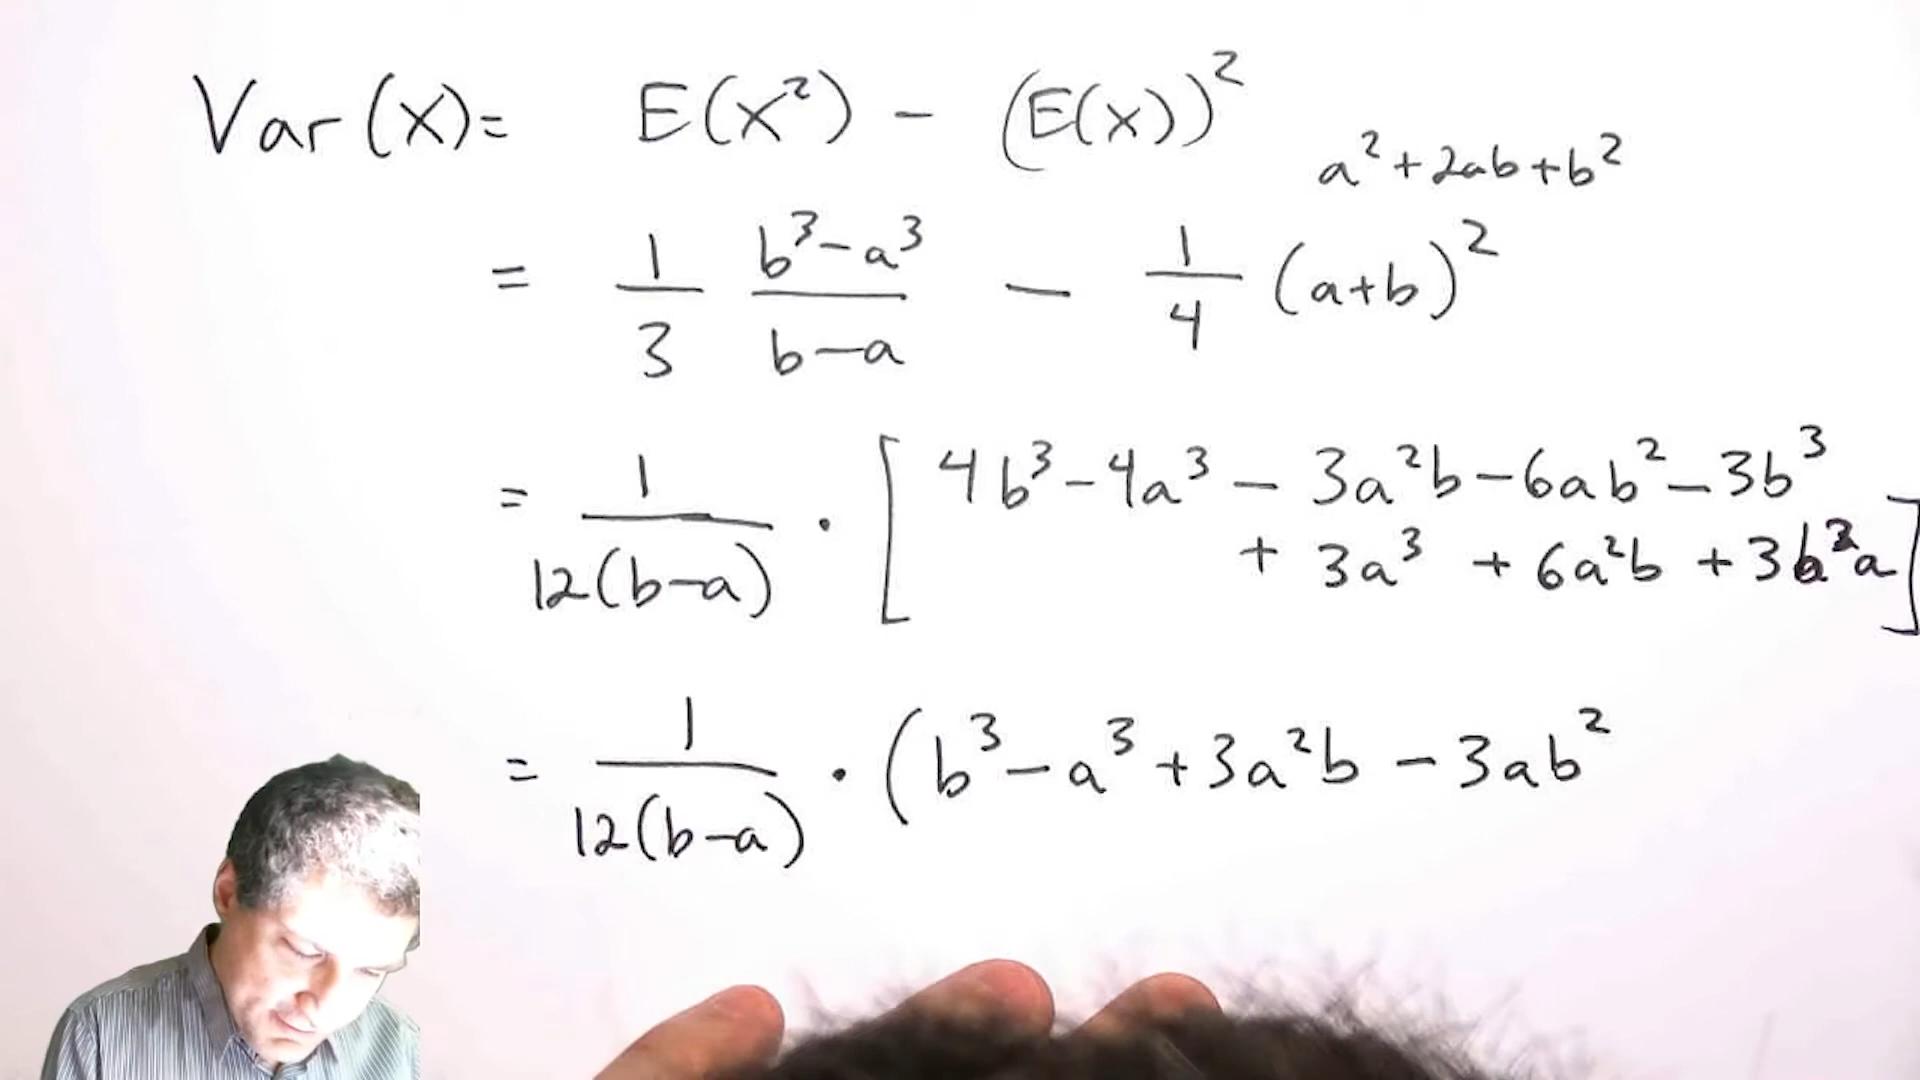 Var(X) = E(X²) − (E(X))²
a² + 2ab + b²
= 1/3 (b³ − a³)/(b − a) − 1/4 (a+b)²
= 1/(12(b−a)) · [4b³ − 4a³ − 3a²b − 6ab² − 3b³
+ 3a³ + 6a²b + 3b²a]
= 1/(12(b−a)) · (b³ − a³ + 3a²b − 3ab²